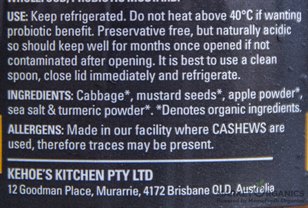 WHOLEFOOD, PROBIOTIC MUSTARD.
USE: Keep refrigerated. Do not heat above 40°C if wanting
probiotic benefit. Preservative free, but naturally acidic
so should keep well for months once opened if not
contaminated after opening. It is best to use a clean
spoon, close lid immediately and refrigerate.
INGREDIENTS: Cabbage*, mustard seeds*, apple powder*,
sea salt & turmeric powder*. *Denotes organic ingredients.
ALLERGENS: Made in our facility where CASHEWS are
used, therefore traces may be present.
KEHOE'S KITCHEN PTY LTD
12 Goodman Place, Murarrie, 4172 Brisbane QLD, Australia